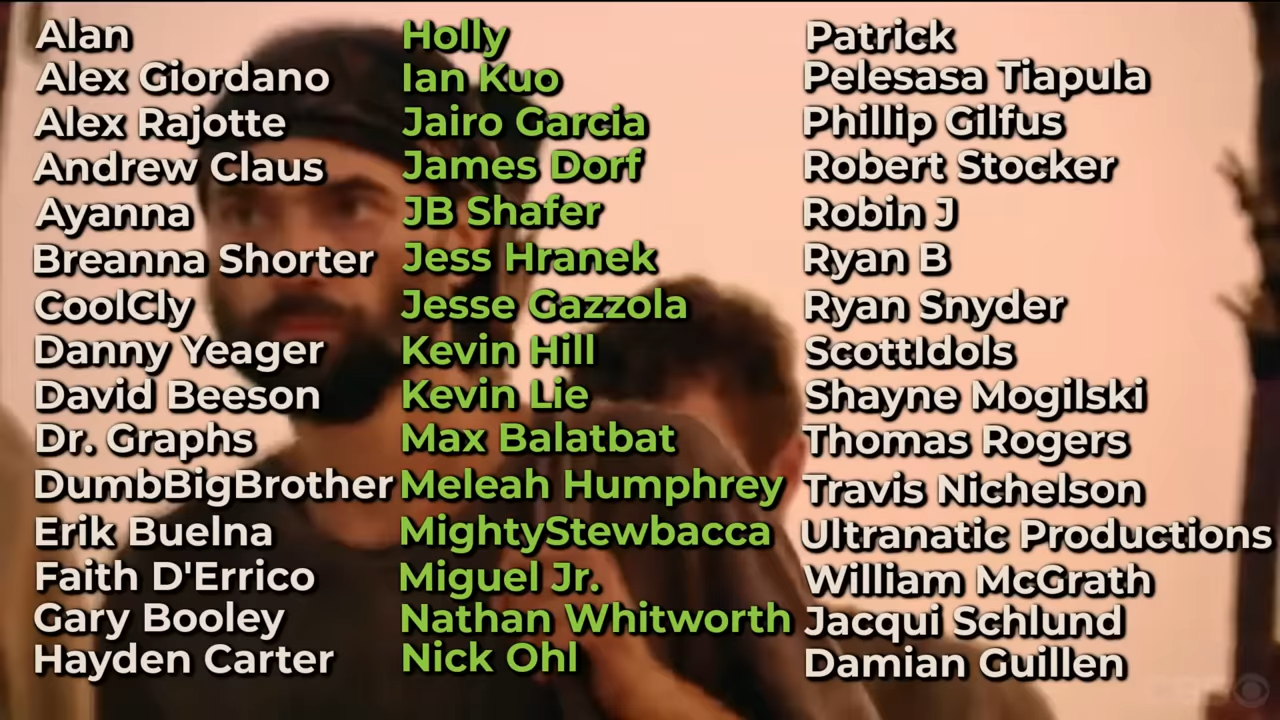 Alan
Alex Giordano
Alex Rajotte
Andrew Claus
Ayanna
Breanna Shorter
CoolCly
Danny Yeager
David Beeson
Dr. Graphs
DumbBigBrother
Erik Buelna
Faith D'Errico
Gary Booley
Hayden Carter
Holly
Ian Kuo
Jairo Garcia
James Dorf
JB Shafer
Jess Hranek
Jesse Gazzola
Kevin Hill
Kevin Lie
Max Balatbat
Meleah Humphrey
MightyStewbacca
Miguel Jr.
Nathan Whitworth
Nick Ohl
Patrick
Pelesasa Tiapula
Phillip Gilfus
Robert Stocker
Robin J
Ryan B
Ryan Snyder
ScottIdols
Shayne Mogilski
Thomas Rogers
Travis Nichelson
Ultranatic Productions
William McGrath
Jacqui Schlund
Damian Guillen